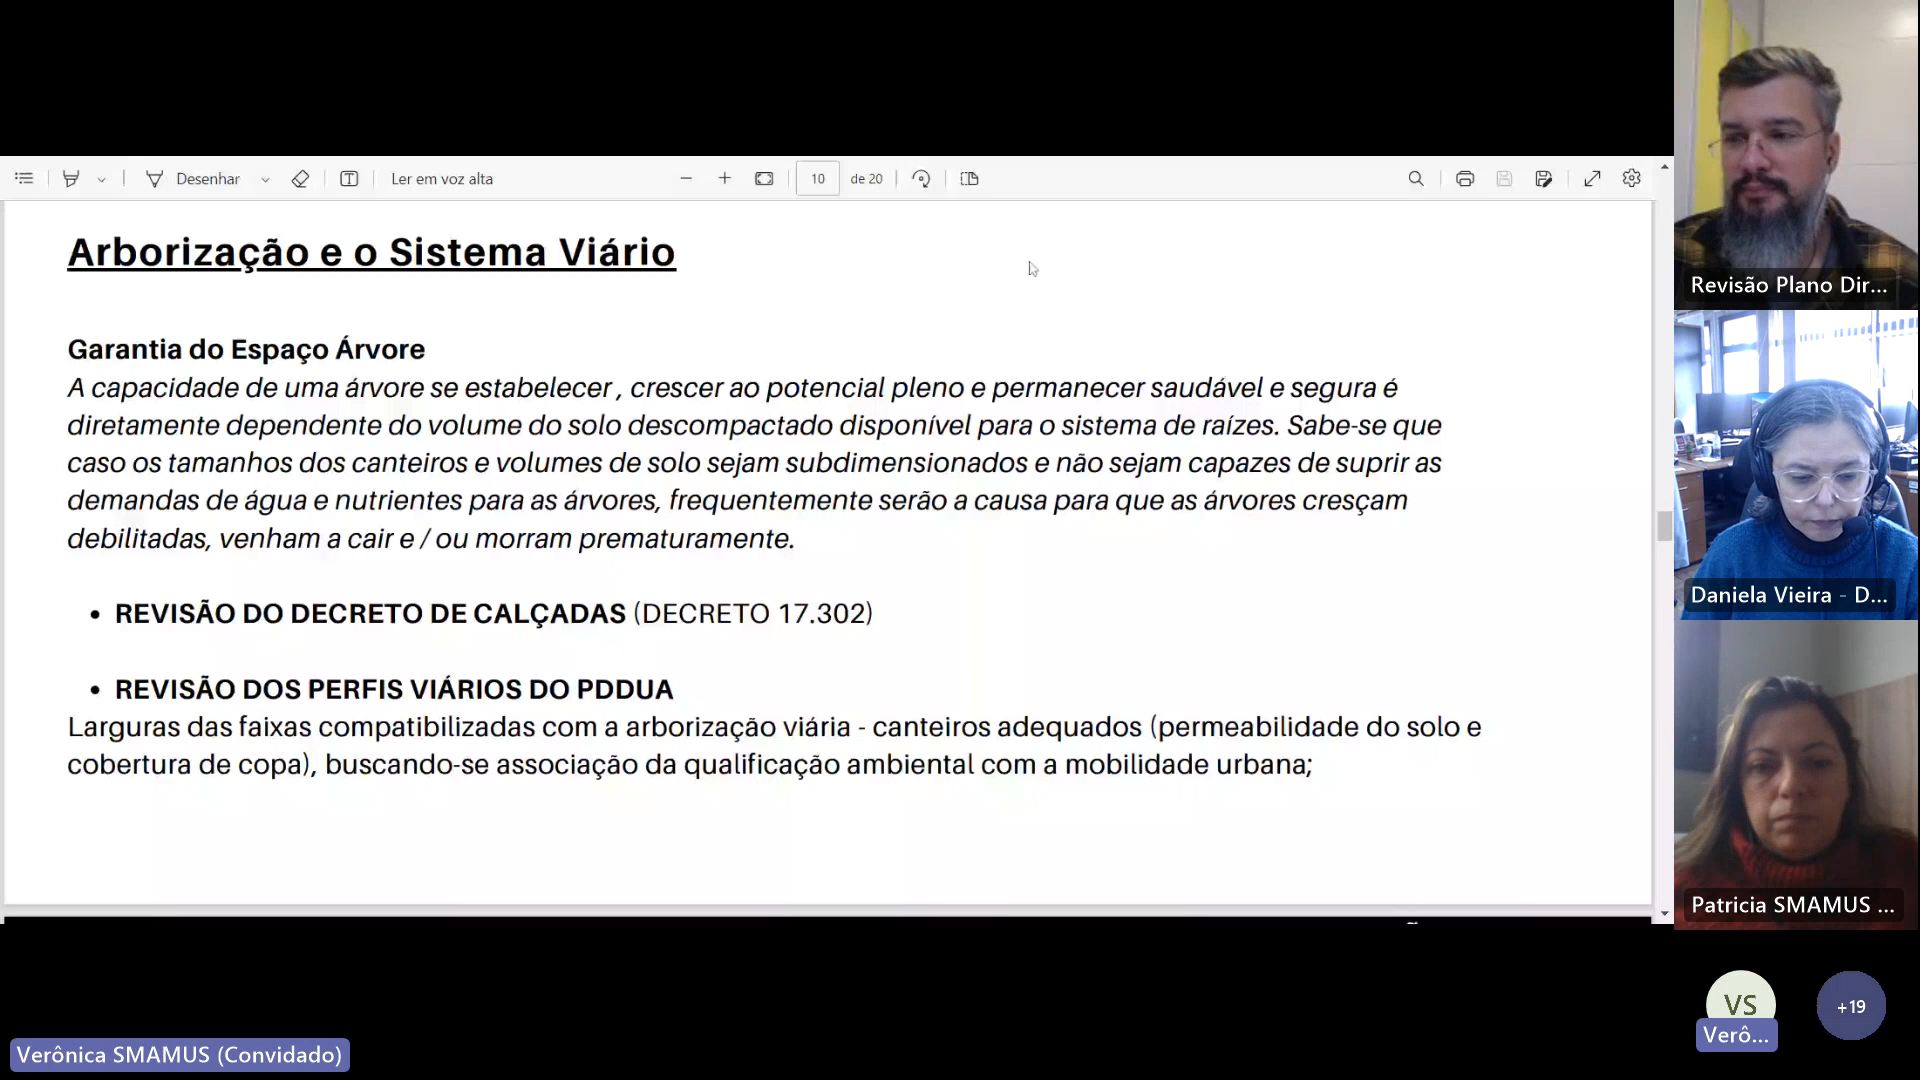 Desenhar
Ler em voz alta
10 de 20
Arborização e o Sistema Viário
Garantia do Espaço Árvore
A capacidade de uma árvore se estabelecer , crescer ao potencial pleno e permanecer saudável e segura é
diretamente dependente do volume do solo descompactado disponível para o sistema de raízes. Sabe-se que
caso os tamanhos dos canteiros e volumes de solo sejam subdimensionados e não sejam capazes de suprir as
demandas de água e nutrientes para as árvores, frequentemente serão a causa para que as árvores cresçam
debilitadas, venham a cair e / ou morram prematuramente.
• REVISÃO DO DECRETO DE CALÇADAS (DECRETO 17.302)
• REVISÃO DOS PERFIS VIÁRIOS DO PDDUA
Larguras das faixas compatibilizadas com a arborização viária - canteiros adequados (permeabilidade do solo e
cobertura de copa), buscando-se associação da qualificação ambiental com a mobilidade urbana;
Revisão Plano Dir...
Daniela Vieira - D...
Patricia SMAMUS ...
VS
Verô...
+19
Verônica SMAMUS (Convidado)